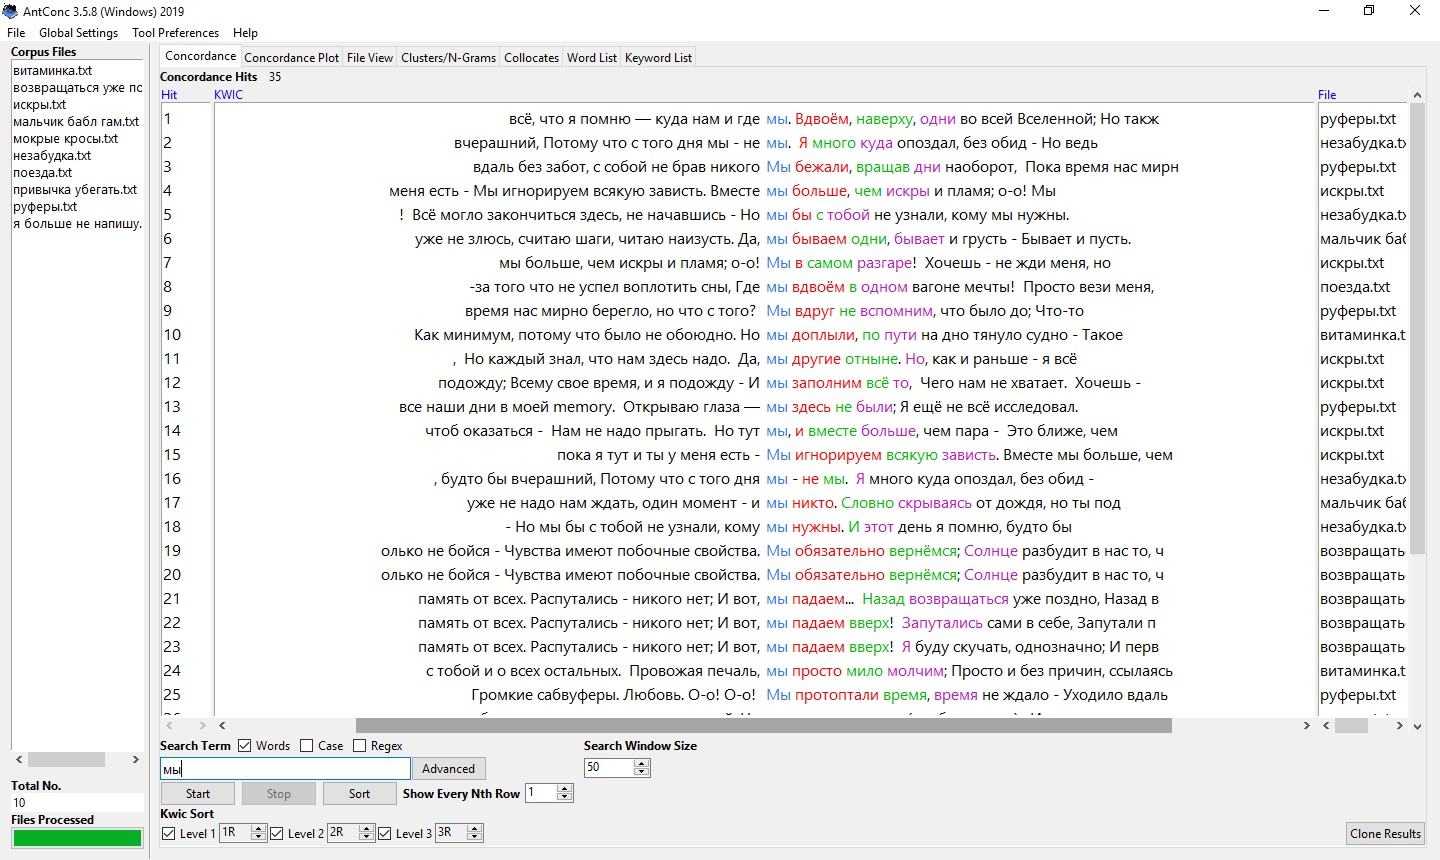 AntConc 3.5.8 (Windows) 2019
File Global Settings Tool Preferences Help
Corpus Files
витаминка.txt
возвращаться уже пс
искры.txt
мальчик бабл гам.txt
мокрые кросы.txt
незабудка.txt
поезда.txt
привычка убегать.txt
руферы.txt
я больше не напишу.
Total No.
10
Files Processed
Concordance Concordance Plot File View Clusters/N-Grams Collocates Word List Keyword List
Concordance Hits 35
Hit KWIC File
1 всё, что я помню — куда нам и где мы. Вдвоём, наверху, одни во всей Вселенной; Но такж руферы.txt
2 вчерашний, Потому что с того дня мы - не мы. Я много куда опоздал, без обид - Но ведь незабудка.tx
3 вдаль без забот, с собой не брав никого Мы бежали, вращав дни наоборот, Пока время нас мирн руферы.txt
4 меня есть - Мы игнорируем всякую зависть. Вместе мы больше, чем искры и пламя; о-о! Мы искры.txt
5 ! Всё могло закончиться здесь, не начавшись - Но мы бы с тобой не узнали, кому мы нужны. незабудка.tx
6 уже не злюсь, считаю шаги, читаю наизусть. Да, мы бываем одни, бывает и грусть - Бывает и пусть. мальчик баб
7 мы больше, чем искры и пламя; о-о! Мы в самом разгаре! Хочешь - не жди меня, но искры.txt
8 -за того что не успел воплотить сны, Где мы вдвоём в одном вагоне мечты! Просто вези меня, поезда.txt
9 время нас мирно берегло, но что с того? Мы вдруг не вспомним, что было до; Что-то руферы.txt
10 Как минимум, потому что было не обоюдно. Но мы доплыли, по пути на дно тянуло судно - Такое витаминка.t
11 , Но каждый знал, что нам здесь надо. Да, мы другие отныне. Но, как и раньше - я всё искры.txt
12 подожду; Всему свое время, и я подожду - И мы заполним всё то, Чего нам не хватает. Хочешь - искры.txt
13 все наши дни в моей memory. Открываю глаза — мы здесь не были; Я ещё не всё исследовал. руферы.txt
14 чтоб оказаться - Нам не надо прыгать. Но тут мы, и вместе больше, чем пара - Это ближе, чем искры.txt
15 пока я тут и ты у меня есть - Мы игнорируем всякую зависть. Вместе мы больше, чем искры.txt
16 , будто бы вчерашний, Потому что с того дня мы - не мы. Я много куда опоздал, без обид - незабудка.tx
17 уже не надо нам ждать, один момент - и мы никто. Словно скрываясь от дождя, но ты под мальчик баб
18 - Но мы бы с тобой не узнали, кому мы нужны. И этот день я помню, будто бы незабудка.tx
19 олько не бойся - Чувства имеют побочные свойства. Мы обязательно вернёмся; Солнце разбудит в нас то, ч возвращать
20 олько не бойся - Чувства имеют побочные свойства. Мы обязательно вернёмся; Солнце разбудит в нас то, ч возвращать
21 память от всех. Распутались - никого нет; И вот, мы падаем... Назад возвращаться уже поздно, Назад в возвращать
22 память от всех. Распутались - никого нет; И вот, мы падаем вверх! Запутались сами в себе, Запутали п возвращать
23 память от всех. Распутались - никого нет; И вот, мы падаем вверх! Я буду скучать, однозначно; И перв возвращать
24 с тобой и о всех остальных. Провожая печаль, мы просто мило молчим; Просто и без причин, ссылаясь витаминка.t
25 Громкие сабвуферы. Любовь. О-о! О-о! Мы протоптали время, время не ждало - Уходило вдаль руферы.txt
Search Term Words Case Regex Search Window Size
мы Advanced 50
Start Stop Sort Show Every Nth Row 1
Kwic Sort
Level 1 1R Level 2 2R Level 3 3R Clone Results